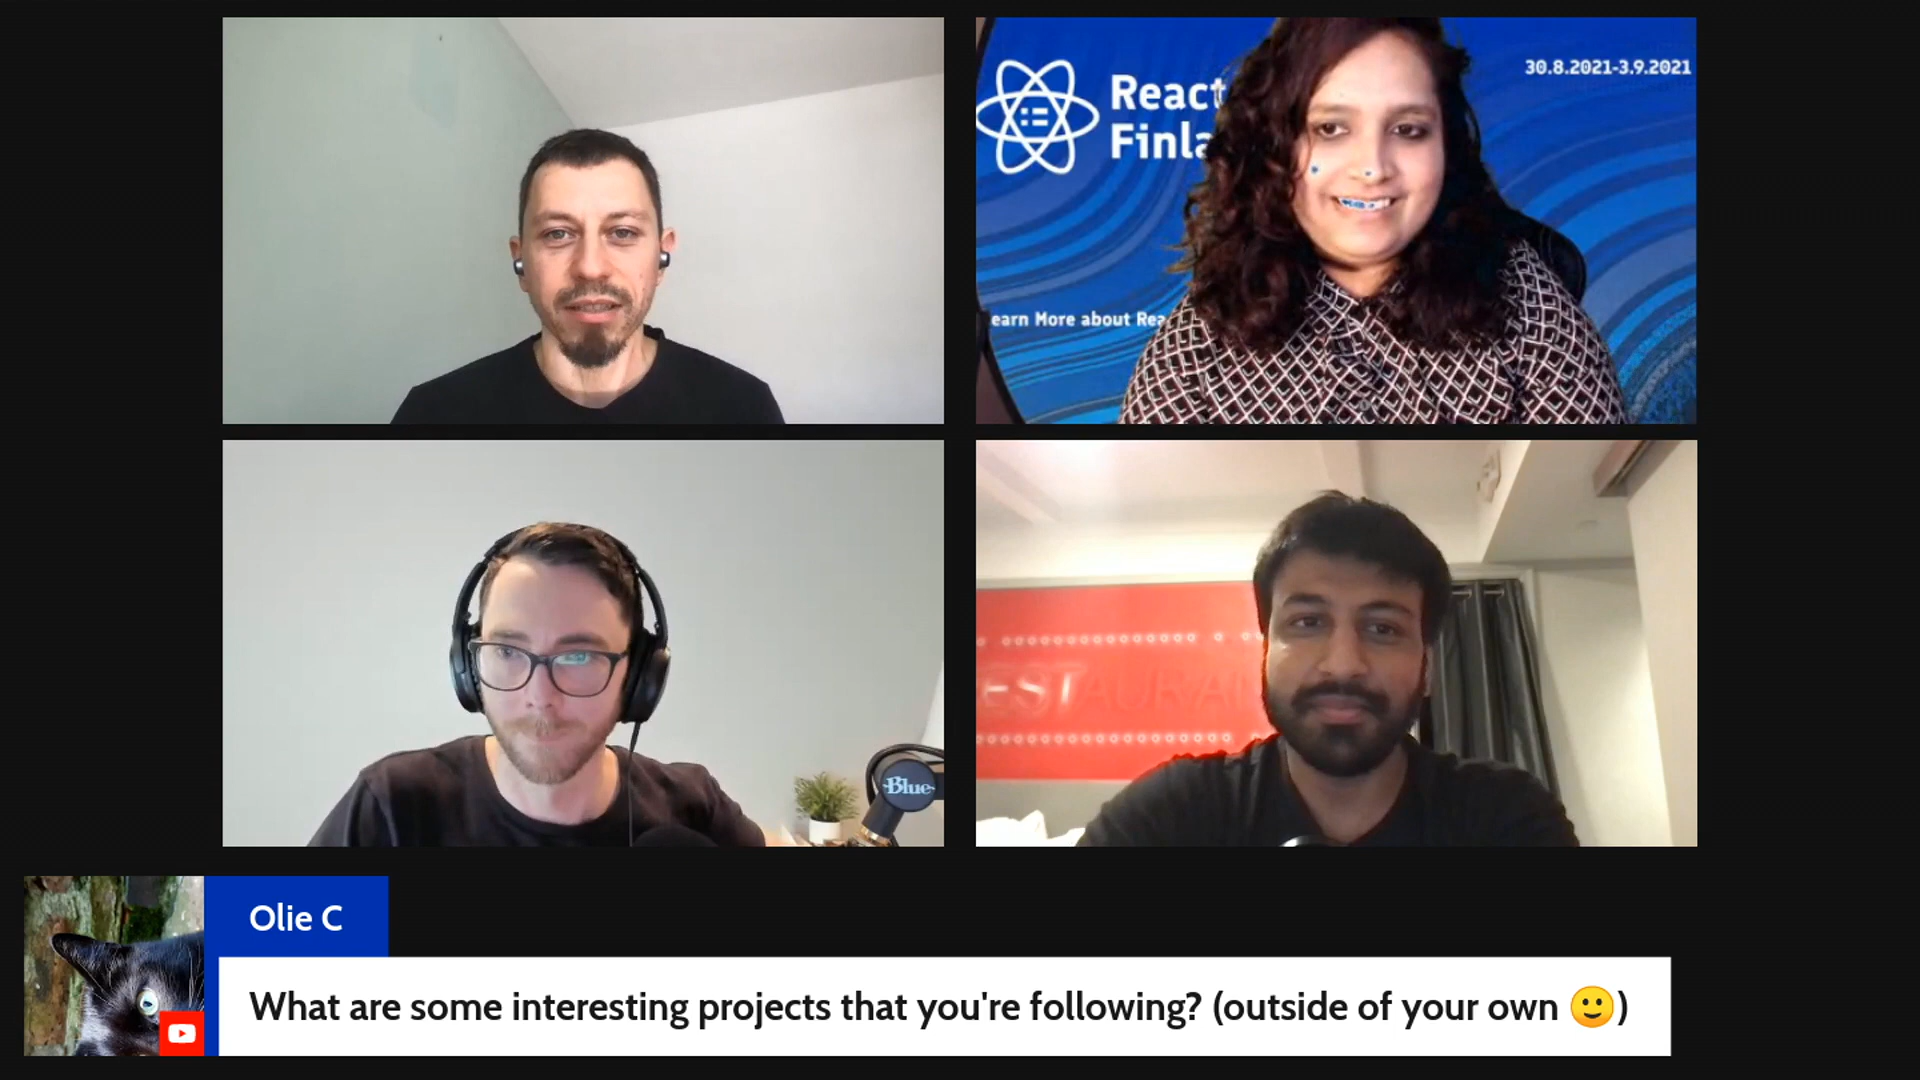 React
Finla
30.8.2021-3.9.2021
earn More about Rea
ESTAURAN
Blue
Olie C
What are some interesting projects that you're following? (outside of your own 🙂)